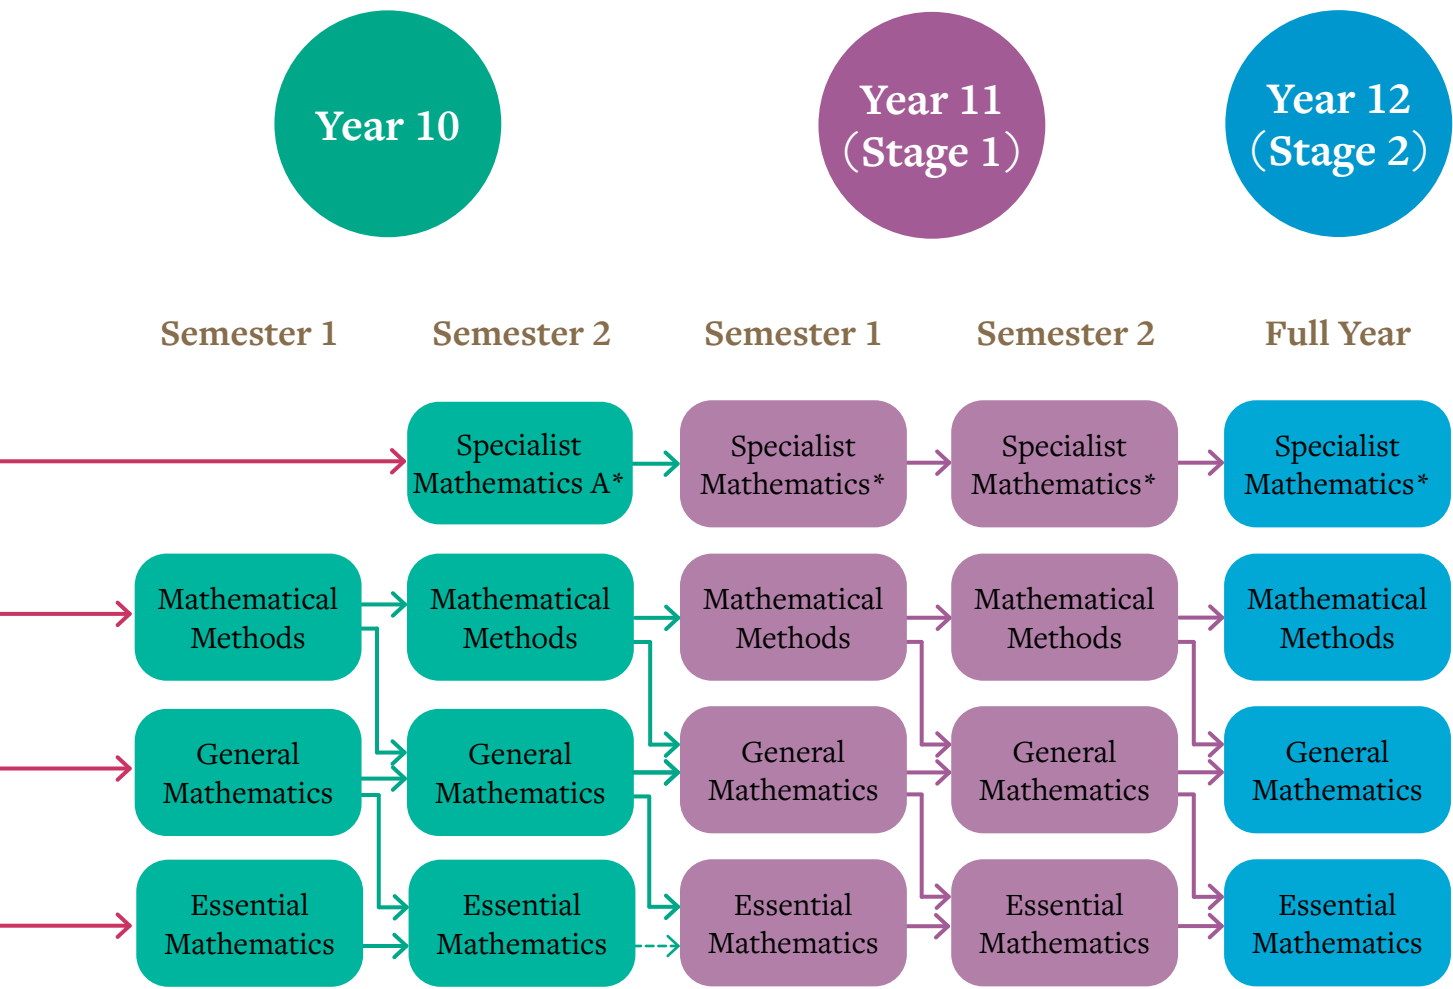 Year 10
Year 11
(Stage 1)
Year 12
(Stage 2)
Semester 1
Semester 2
Semester 1
Semester 2
Full Year
Specialist
Mathematics A*
Specialist
Mathematics*
Specialist
Mathematics*
Specialist
Mathematics*
Mathematical
Methods
Mathematical
Methods
Mathematical
Methods
Mathematical
Methods
Mathematical
Methods
General
Mathematics
General
Mathematics
General
Mathematics
General
Mathematics
General
Mathematics
Essential
Mathematics
Essential
Mathematics
Essential
Mathematics
Essential
Mathematics
Essential
Mathematics